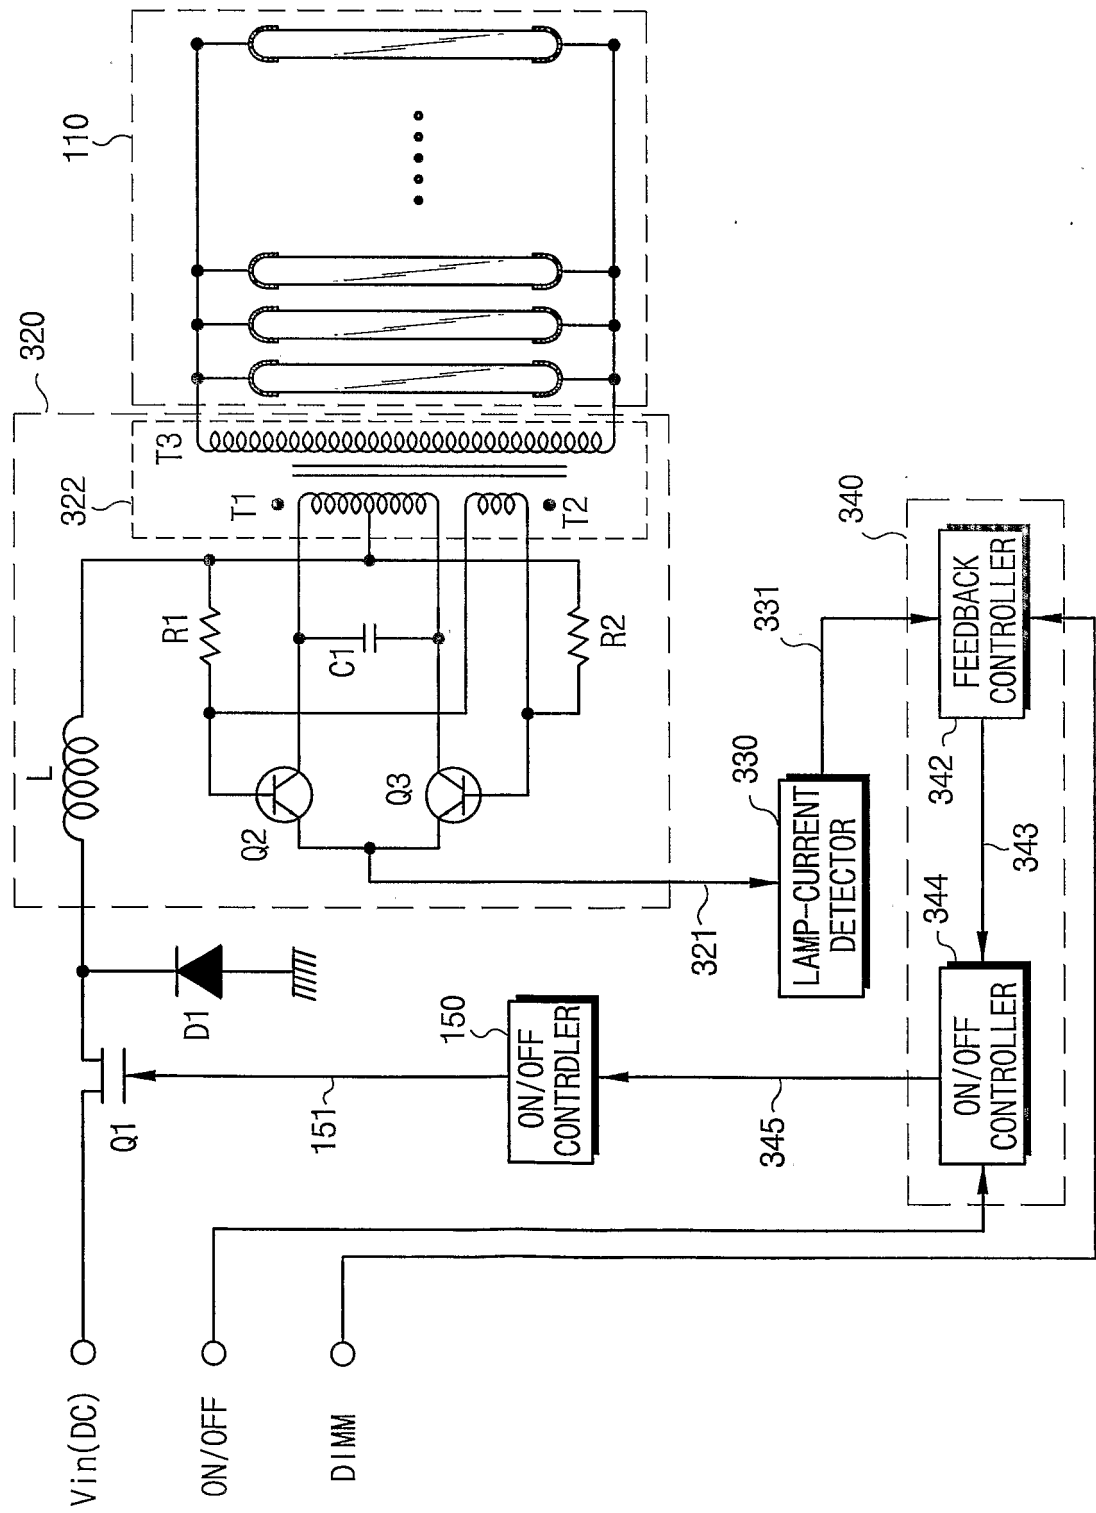 110
320
322
T3
T1
T2
340
L
R1
C1
R2
331
FEEDBACK
CONTROLLER
342
Q2
Q3
330
LAMP-CURRENT
DETECTOR
343
321
344
D1
150
ON/OFF
CONTRDLER
ON/OFF
CONTROLLER
Q1
151
345
Vin(DC)
ON/OFF
DIMM